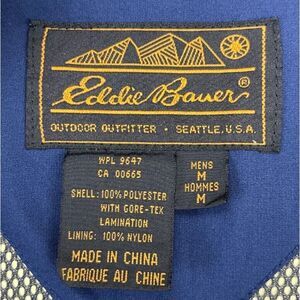 Eddie Bauer®
OUTDOOR OUTFITTER · SEATTLE, U.S.A.
WPL 9647
CA 00665
SHELL: 100% POLYESTER
WITH GORE-TEX
LAMINATION
LINING: 100% NYLON
MADE IN CHINA
FABRIQUE AU CHINE
MENS
M
HOMMES
M